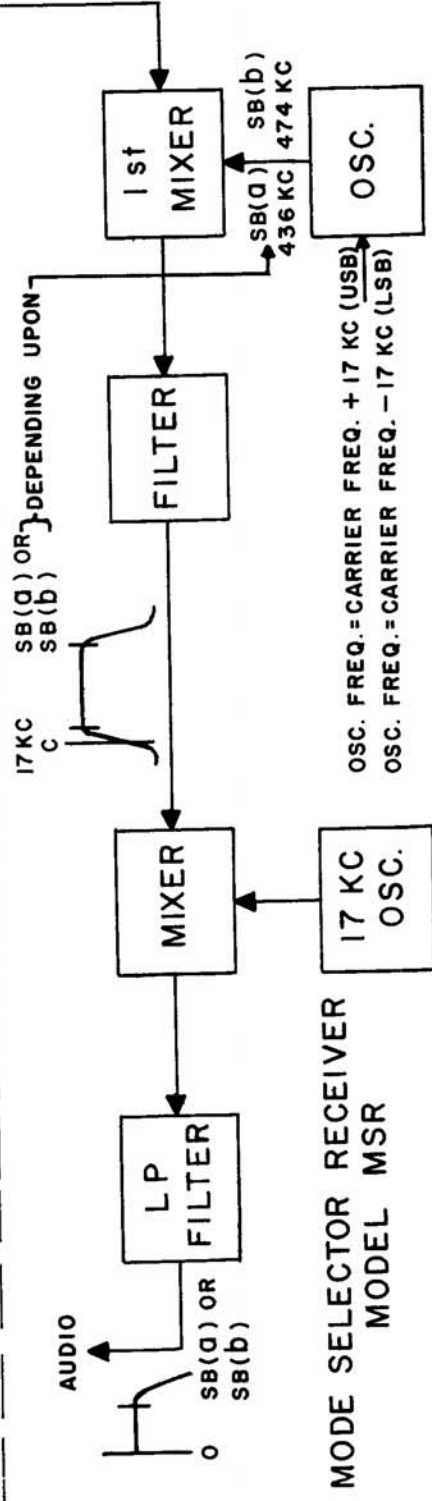 AUDIO
0
SB(a) OR
SB(b)
LP
FILTER
MIXER
17 KC
OSC.
17KC
C
SB(a) OR
SB(b)
}DEPENDING UPON
FILTER
1st
MIXER
SB(a)
436 KC
SB(b)
474 KC
OSC.
OSC. FREQ.=CARRIER FREQ. + 17 KC (USB)
OSC. FREQ.=CARRIER FREQ. — 17 KC (LSB)
MODE SELECTOR RECEIVER
MODEL MSR